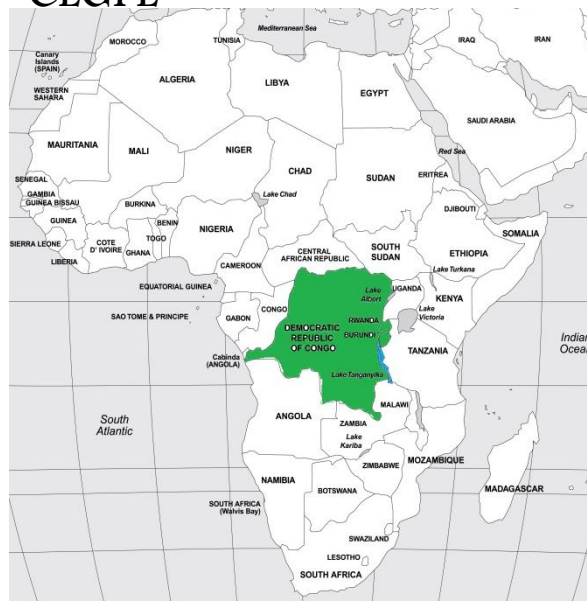 CEGPE
Mediterranean Sea
MOROCCO
TUNISIA
IRAQ
IRAN
Canary
Islands
(SPAIN)
ALGERIA
LIBYA
EGYPT
WESTERN
SAHARA
SAUDI ARABIA
MAURITANIA
MALI
NIGER
Red Sea
CHAD
SUDAN
ERITREA
SENEGAL
GAMBIA
GUINEA BISSAU
Lake Chad
BURKINA
DJIBOUTI
GUINEA
BENIN
NIGERIA
SOMALIA
SIERRA LEONE
COTE
D' IVOIRE
TOGO
GHANA
LIBERIA
SOUTH
SUDAN
ETHIOPIA
CENTRAL
AFRICAN REPUBLIC
CAMEROON
Lake Turkana
EQUATORIAL GUINEA
Lake
Albert
UGANDA
KENYA
SAO TOME & PRINCIPE
GABON
CONGO
RWANDA
BURUNDI
Lake
Victoria
DEMOCRATIC
REPUBLIC
OF CONGO
Cabinda
(ANGOLA)
TANZANIA
Indian
Ocean
Lake Tanganyika
South
Atlantic
ANGOLA
MALAWI
ZAMBIA
Lake
Kariba
MOZAMBIQUE
ZIMBABWE
NAMIBIA
BOTSWANA
MADAGASCAR
SOUTH AFRICA
(Walvis Bay)
SWAZILAND
LESOTHO
SOUTH AFRICA